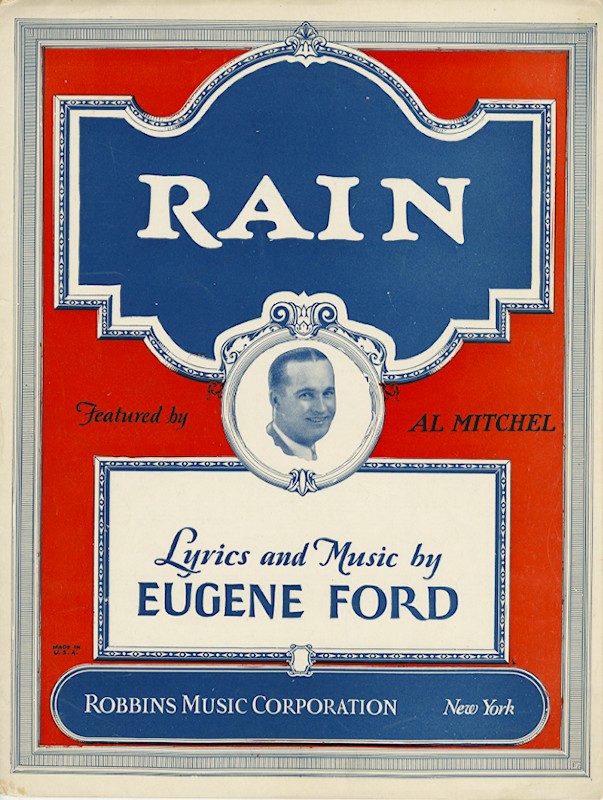 RAIN
Featured by
AL MITCHEL
Lyrics and Music by
EUGENE FORD
MADE IN
U.S.A.
ROBBINS MUSIC CORPORATION New York